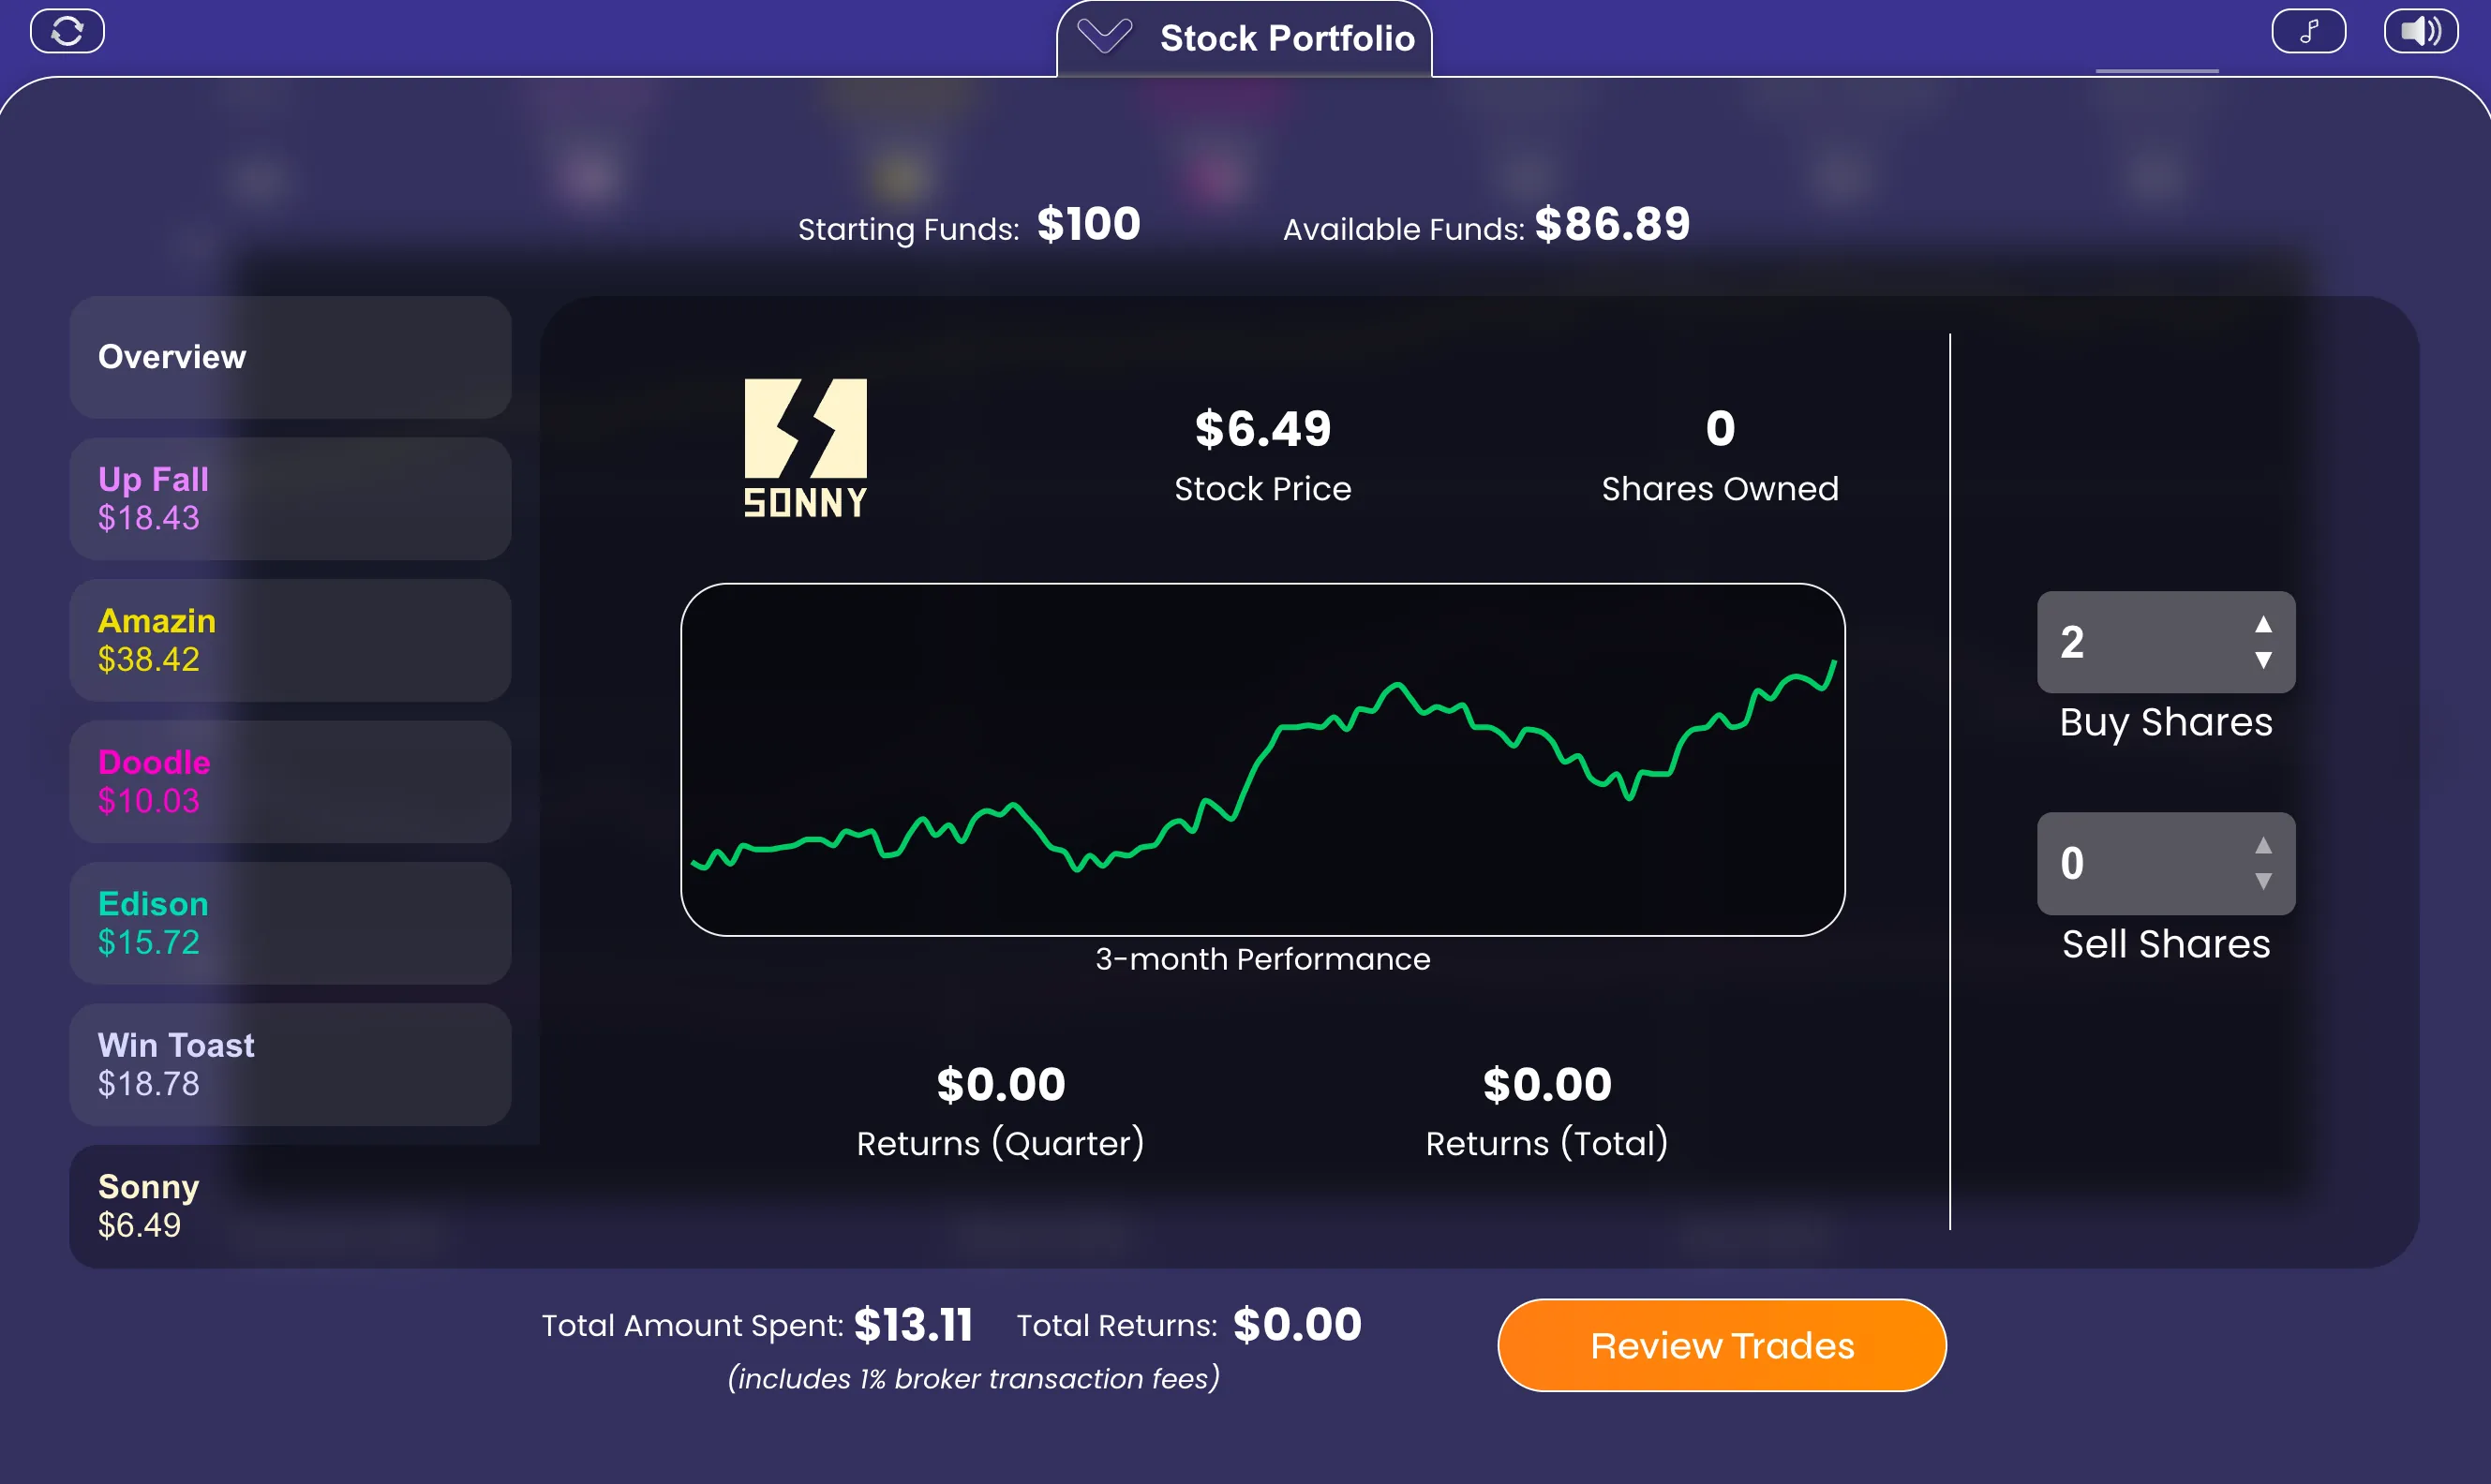 Stock Portfolio
Starting Funds: $100
Available Funds: $86.89
Overview
Up Fall
$18.43
Amazin
$38.42
Doodle
$10.03
Edison
$15.72
Win Toast
$18.78
Sonny
$6.49
SONNY
$6.49
Stock Price
0
Shares Owned
3-month Performance
$0.00
Returns (Quarter)
$0.00
Returns (Total)
2
Buy Shares
0
Sell Shares
Total Amount Spent: $13.11
Total Returns: $0.00
(includes 1% broker transaction fees)
Review Trades